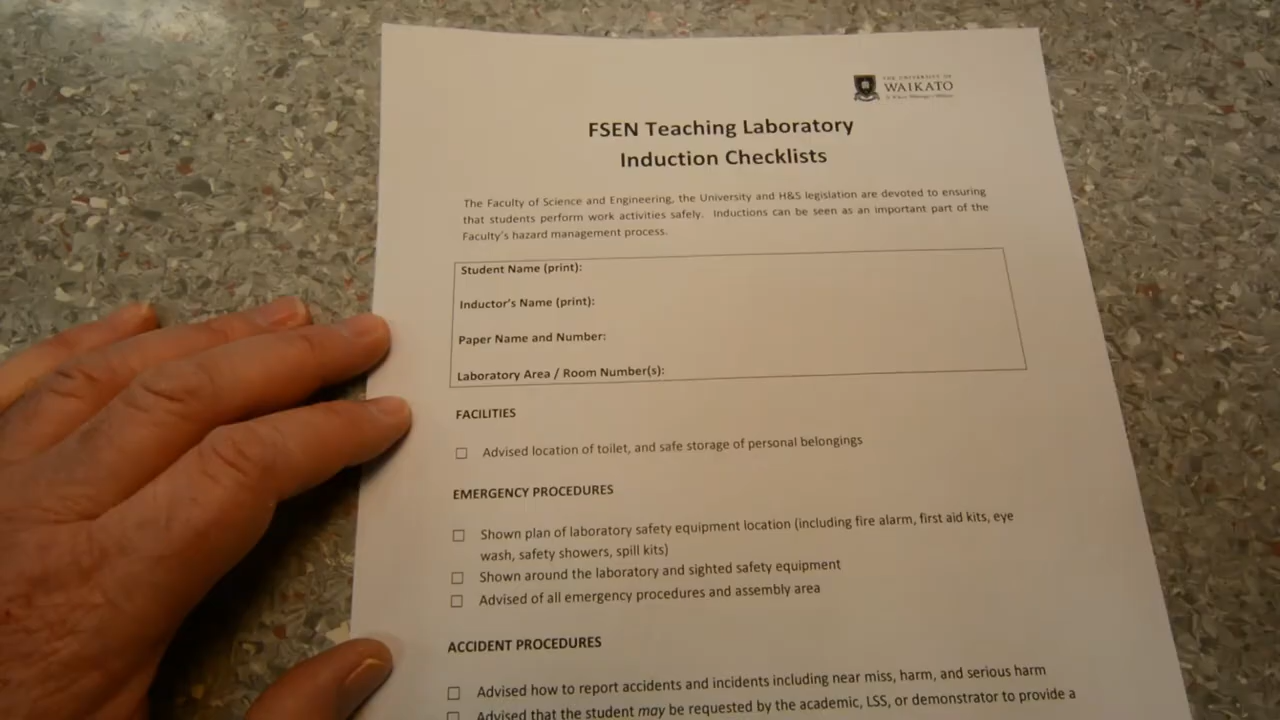 THE UNIVERSITY OF
WAIKATO
FSEN Teaching Laboratory
Induction Checklists
The Faculty of Science and Engineering, the University and H&S legislation are devoted to ensuring
that students perform work activities safely. Inductions can be seen as an important part of the
Faculty's hazard management process.
Student Name (print):
Inductor's Name (print):
Paper Name and Number:
Laboratory Area / Room Number(s):
FACILITIES
☐ Advised location of toilet, and safe storage of personal belongings
EMERGENCY PROCEDURES
☐ Shown plan of laboratory safety equipment location (including fire alarm, first aid kits, eye
wash, safety showers, spill kits)
☐ Shown around the laboratory and sighted safety equipment
☐ Advised of all emergency procedures and assembly area
ACCIDENT PROCEDURES
☐ Advised how to report accidents and incidents including near miss, harm, and serious harm
☐ Advised that the student may be requested by the academic, LSS, or demonstrator to provide a